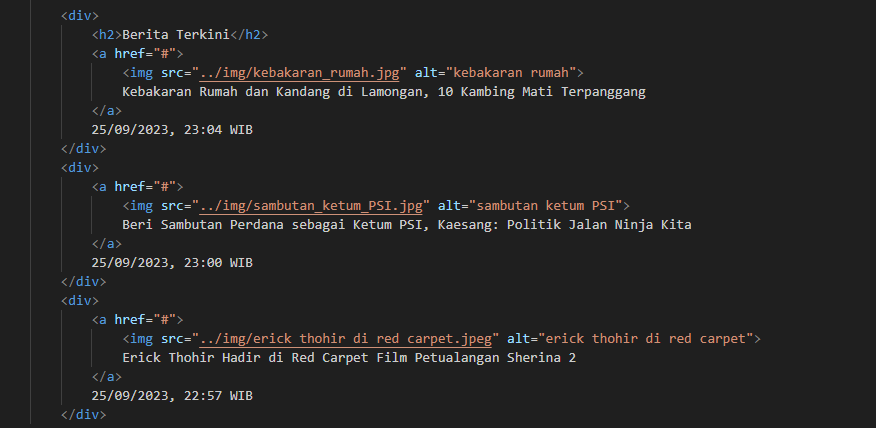 <div>
<h2>Berita Terkini</h2>
<a href="#">
<img src="../img/kebakaran_rumah.jpg" alt="kebakaran rumah">
Kebakaran Rumah dan Kandang di Lamongan, 10 Kambing Mati Terpanggang
</a>
25/09/2023, 23:04 WIB
</div>
<div>
<a href="#">
<img src="../img/sambutan_ketum_PSI.jpg" alt="sambutan ketum PSI">
Beri Sambutan Perdana sebagai Ketum PSI, Kaesang: Politik Jalan Ninja Kita
</a>
25/09/2023, 23:00 WIB
</div>
<div>
<a href="#">
<img src="../img/erick thohir di red carpet.jpeg" alt="erick thohir di red carpet">
Erick Thohir Hadir di Red Carpet Film Petualangan Sherina 2
</a>
25/09/2023, 22:57 WIB
</div>